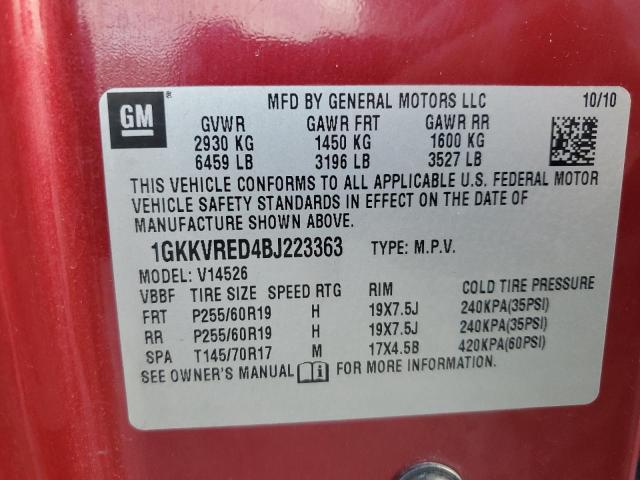 GM
MFD BY GENERAL MOTORS LLC 10/10
GVWR GAWR FRT GAWR RR
2930 KG 1450 KG 1600 KG
6459 LB 3196 LB 3527 LB
THIS VEHICLE CONFORMS TO ALL APPLICABLE U.S. FEDERAL MOTOR
VEHICLE SAFETY STANDARDS IN EFFECT ON THE DATE OF
MANUFACTURE SHOWN ABOVE.
1GKKVRED4BJ223363 TYPE: M.P.V.
MODEL: V14526
VBBF TIRE SIZE SPEED RTG RIM COLD TIRE PRESSURE
FRT P255/60R19 H 19X7.5J 240KPA(35PSI)
RR P255/60R19 H 19X7.5J 240KPA(35PSI)
SPA T145/70R17 M 17X4.5B 420KPA(60PSI)
SEE OWNER'S MANUAL FOR MORE INFORMATION.